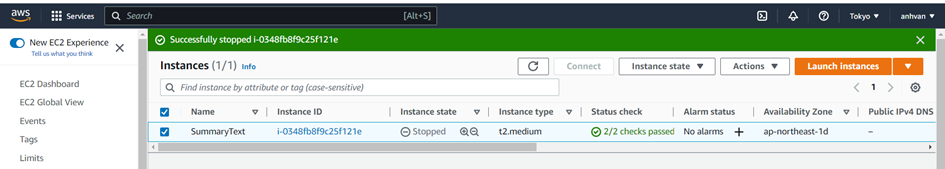 aws Services Search [Alt+S] Tokyo anhvan
New EC2 Experience
Tell us what you think
EC2 Dashboard
EC2 Global View
Events
Tags
Limits
Successfully stopped i-0348fb8f9c25f121e
Instances (1/1) Info Connect Instance state Actions Launch instances
Find instance by attribute or tag (case-sensitive) 1
Name Instance ID Instance state Instance type Status check Alarm status Availability Zone Public IPv4 DNS
SummaryText i-0348fb8f9c25f121e Stopped t2.medium 2/2 checks passed No alarms + ap-northeast-1d –